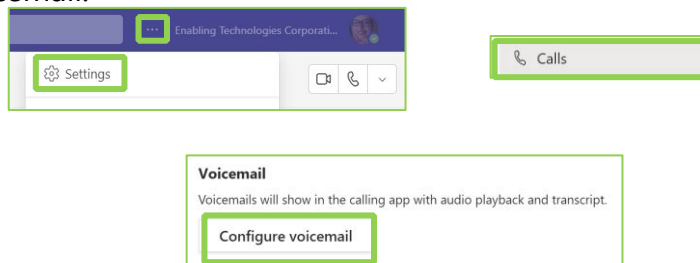 ... Enabling Technologies Corporati...
Settings
Calls
Voicemail
Voicemails will show in the calling app with audio playback and transcript.
Configure voicemail